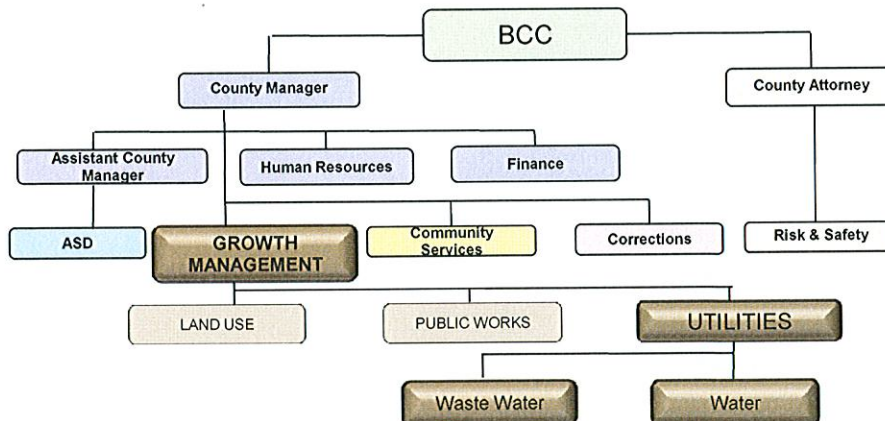 BCC
County Manager
County Attorney
Assistant County
Manager
Human Resources
Finance
ASD
GROWTH
MANAGEMENT
Community
Services
Corrections
Risk & Safety
LAND USE
PUBLIC WORKS
UTILITIES
Waste Water
Water